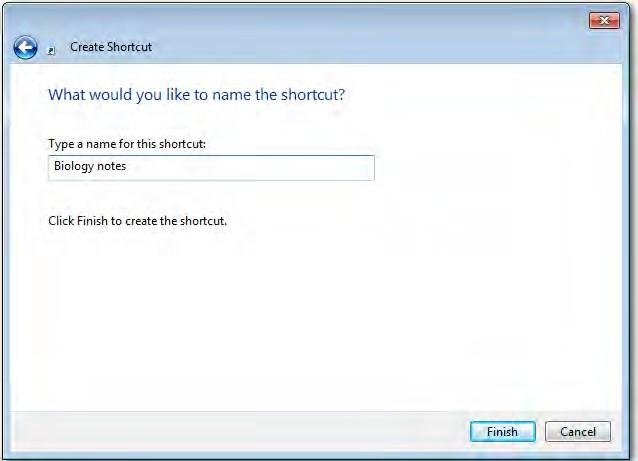 Create Shortcut
What would you like to name the shortcut?
Type a name for this shortcut:
Biology notes
Click Finish to create the shortcut.
Finish Cancel